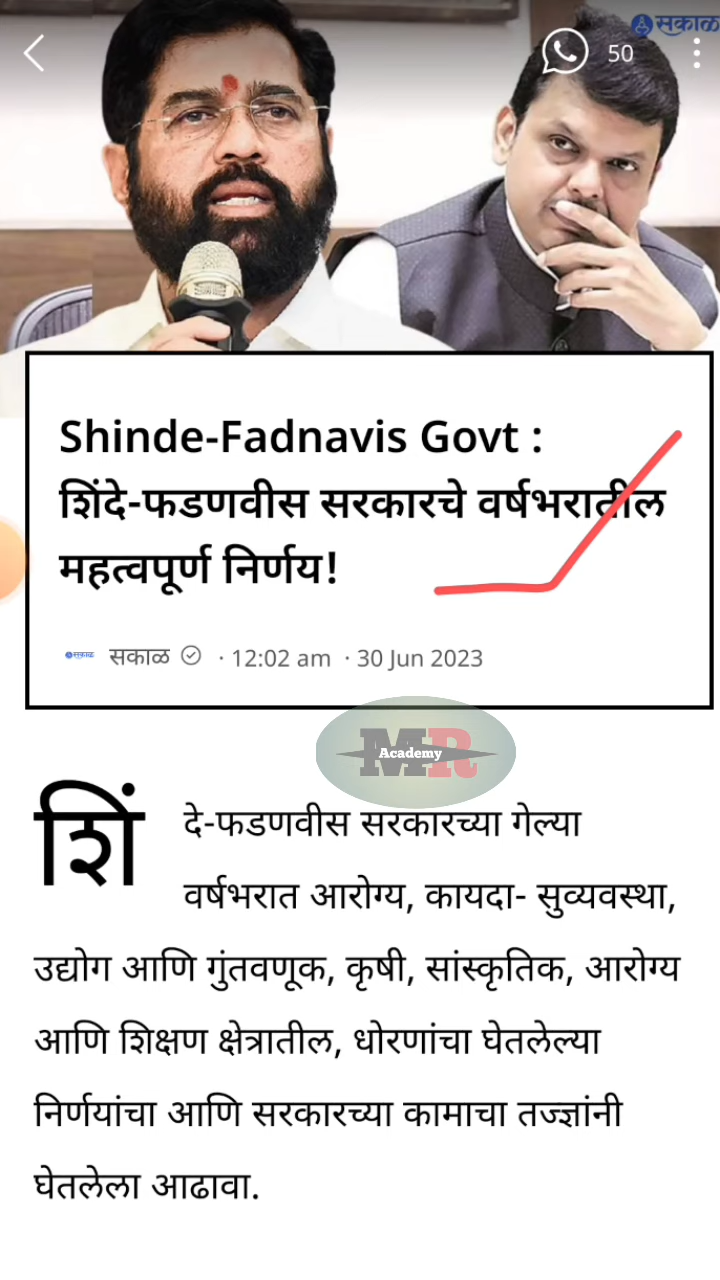 सकाळ
50
Shinde-Fadnavis Govt :
शिंदे-फडणवीस सरकारचे वर्षभरातील
महत्वपूर्ण निर्णय!
सकाळ सकाळ · 12:02 am · 30 Jun 2023
MR
Academy
शिंदे-फडणवीस सरकारच्या गेल्या
वर्षभरात आरोग्य, कायदा- सुव्यवस्था,
उद्योग आणि गुंतवणूक, कृषी, सांस्कृतिक, आरोग्य
आणि शिक्षण क्षेत्रातील, धोरणांचा घेतलेल्या
निर्णयांचा आणि सरकारच्या कामाचा तज्ज्ञांनी
घेतलेला आढावा.